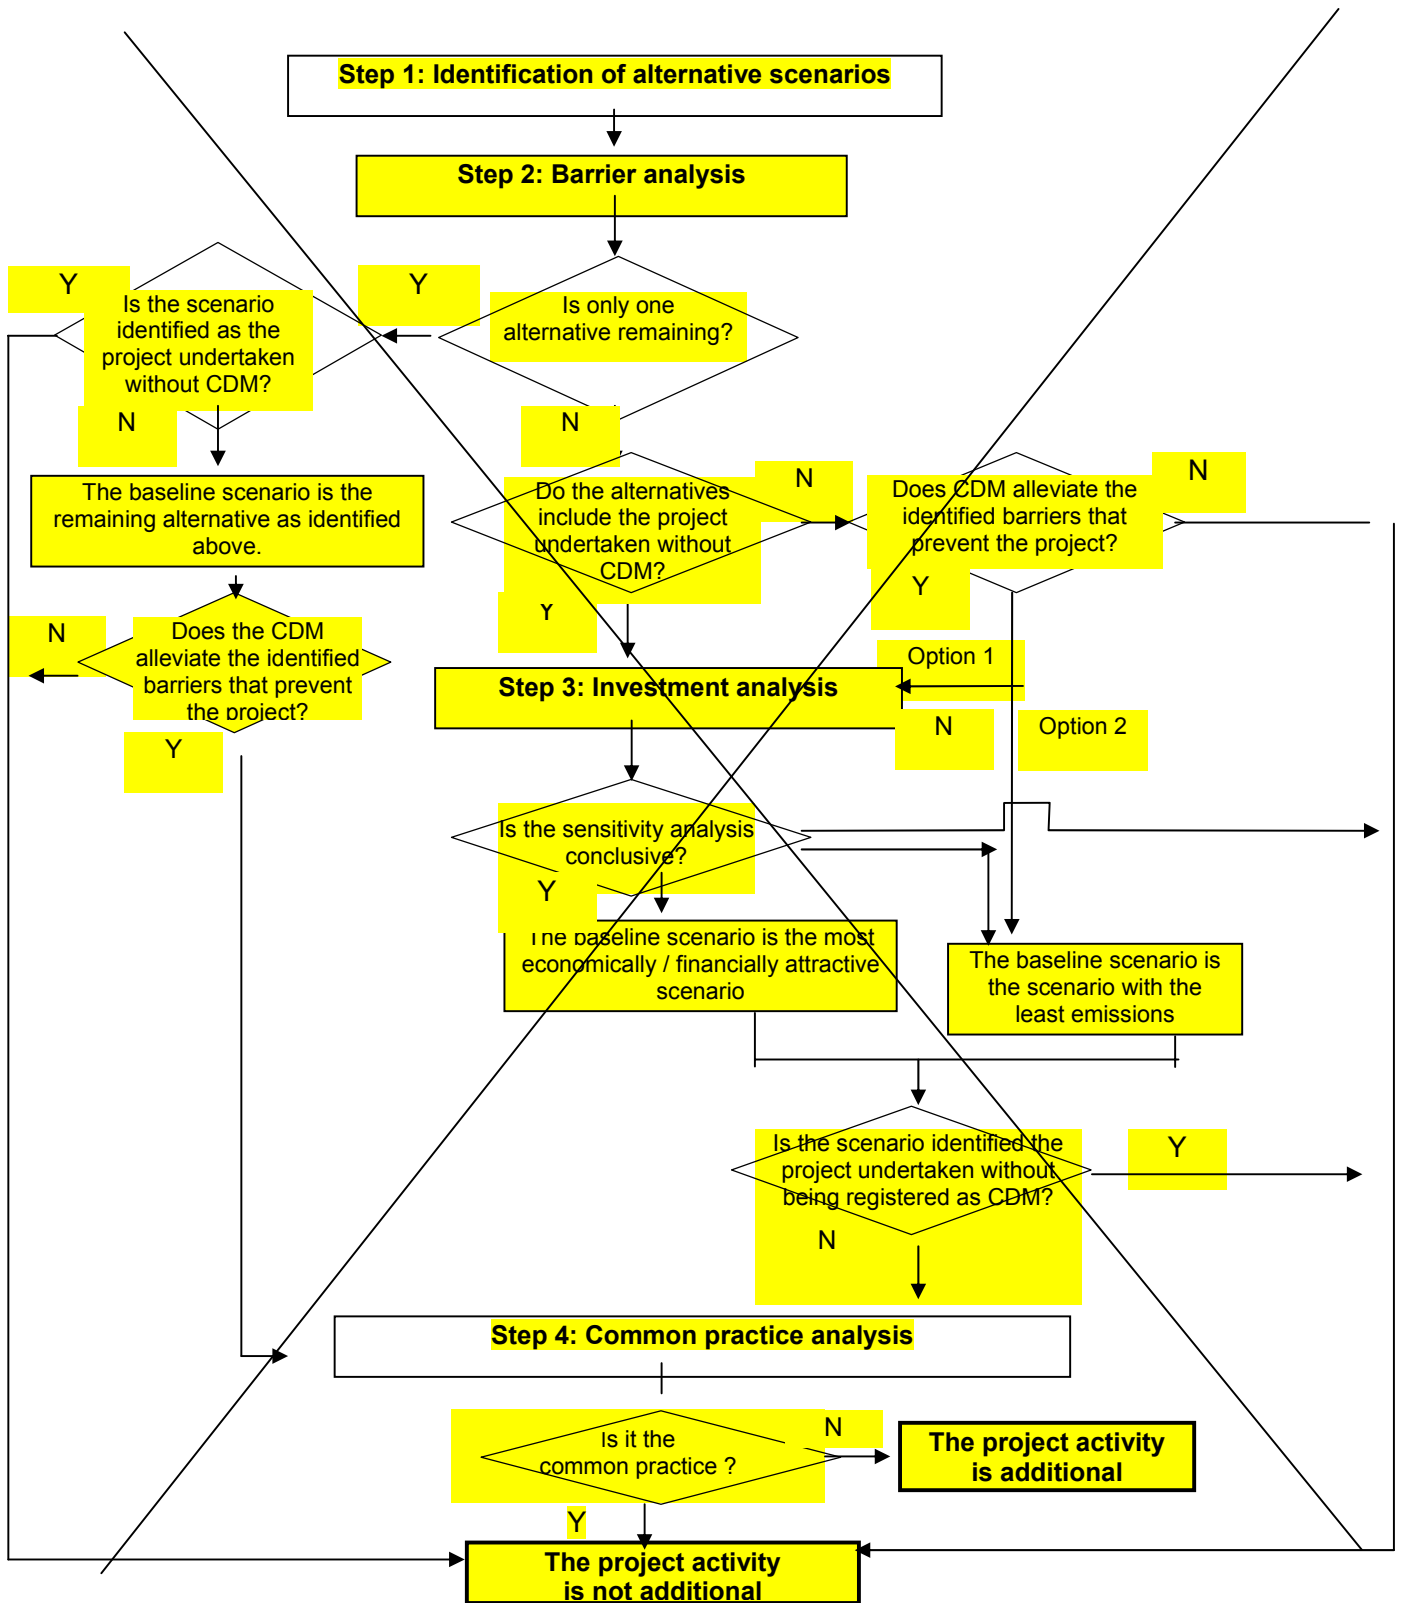 Step 1: Identification of alternative scenarios
Step 2: Barrier analysis
Y
Is the scenario
identified as the
project undertaken
without CDM?
Y
Is only one
alternative remaining?
N
N
The baseline scenario is the
remaining alternative as identified
above.
Do the alternatives
include the project
undertaken without
CDM?
N
Does CDM alleviate the
identified barriers that
prevent the project?
N
Y
Y
N
Does the CDM
alleviate the identified
barriers that prevent
the project?
Y
Option 1
Step 3: Investment analysis
N
Option 2
Is the sensitivity analysis
conclusive?
Y
The baseline scenario is the most
economically / financially attractive
scenario
The baseline scenario is
the scenario with the
least emissions
Is the scenario identified the
project undertaken without
being registered as CDM?
Y
N
Step 4: Common practice analysis
Is it the
common practice ?
N
The project activity
is additional
Y
The project activity
is not additional